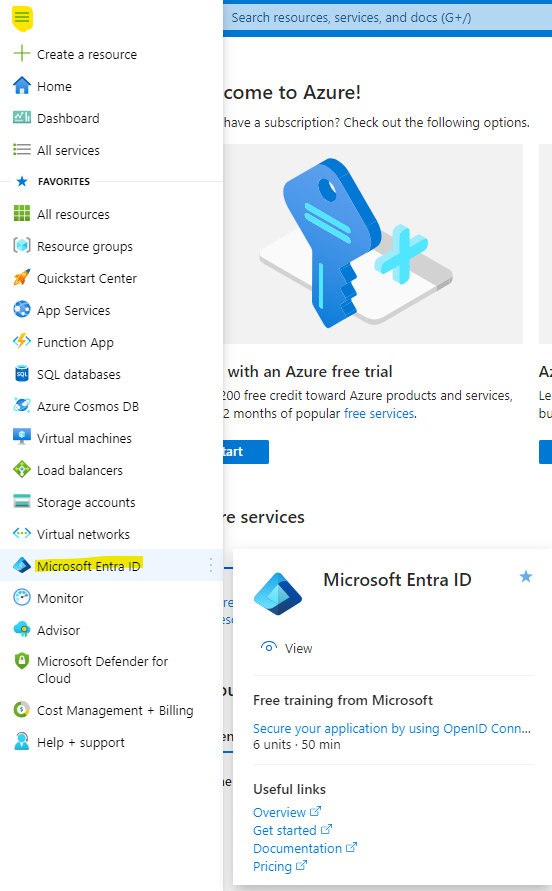 Search resources, services, and docs (G+/)
Create a resource
Home
Dashboard
All services
FAVORITES
All resources
Resource groups
Quickstart Center
App Services
Function App
SQL databases
Azure Cosmos DB
Virtual machines
Load balancers
Storage accounts
Virtual networks
Microsoft Entra ID
Monitor
Advisor
Microsoft Defender for
Cloud
Cost Management + Billing
Help + support
come to Azure!
have a subscription? Check out the following options.
with an Azure free trial
200 free credit toward Azure products and services,
2 months of popular free services.
tart
Az
Le
bu
re services
Microsoft Entra ID
View
Free training from Microsoft
Secure your application by using OpenID Conn...
6 units · 50 min
Useful links
Overview
Get started
Documentation
Pricing